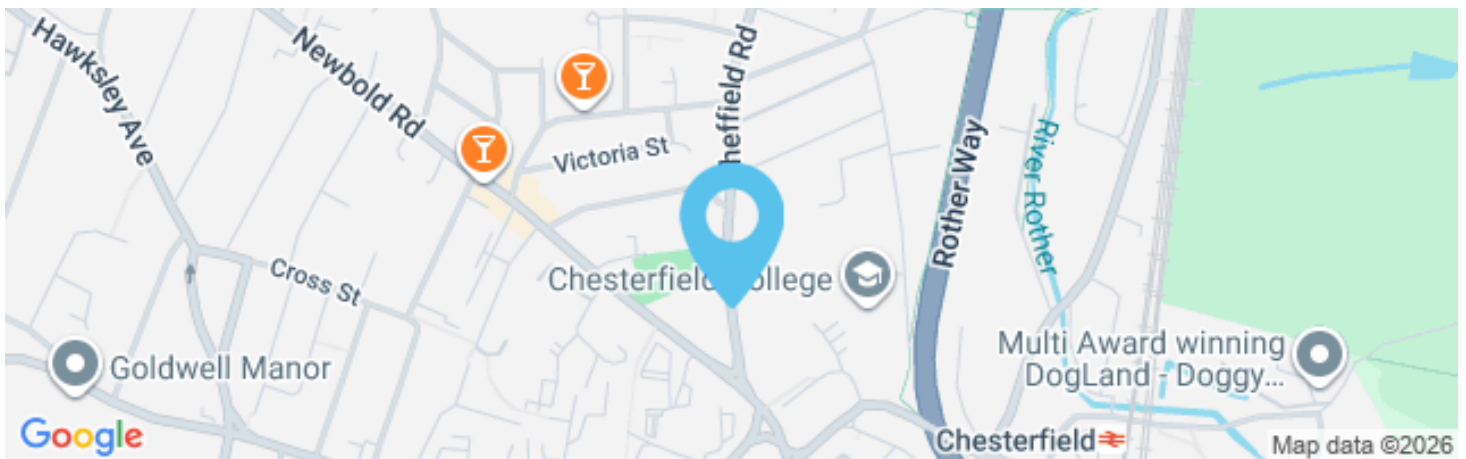 Hawksley Ave
Newbold Rd
Victoria St
heffield Rd
Rother Way
River Rother
Cross St
Chesterfield College
Goldwell Manor
Multi Award winning
DogLand - Doggy...
Chesterfield
Google
Map data ©2026